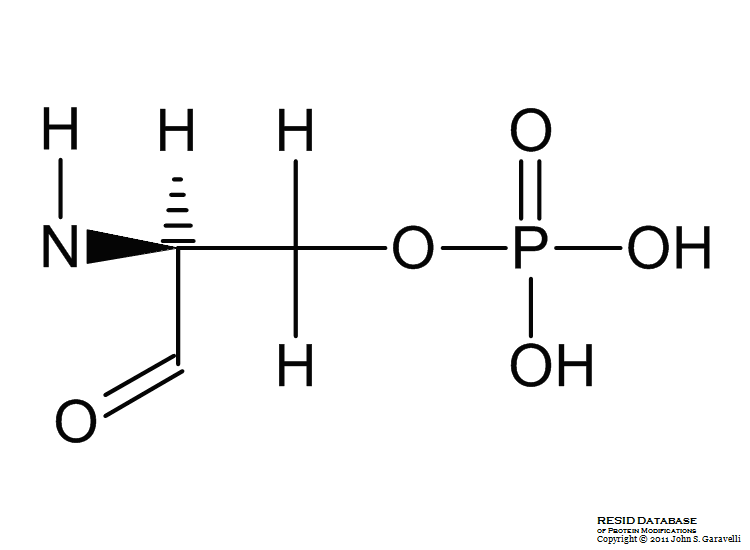 H H H O
H
N O P OH
H OH
O
RESID DATABASE
OF PROTEIN MODIFICATIONS
Copyright © 2011 John S. Garavelli